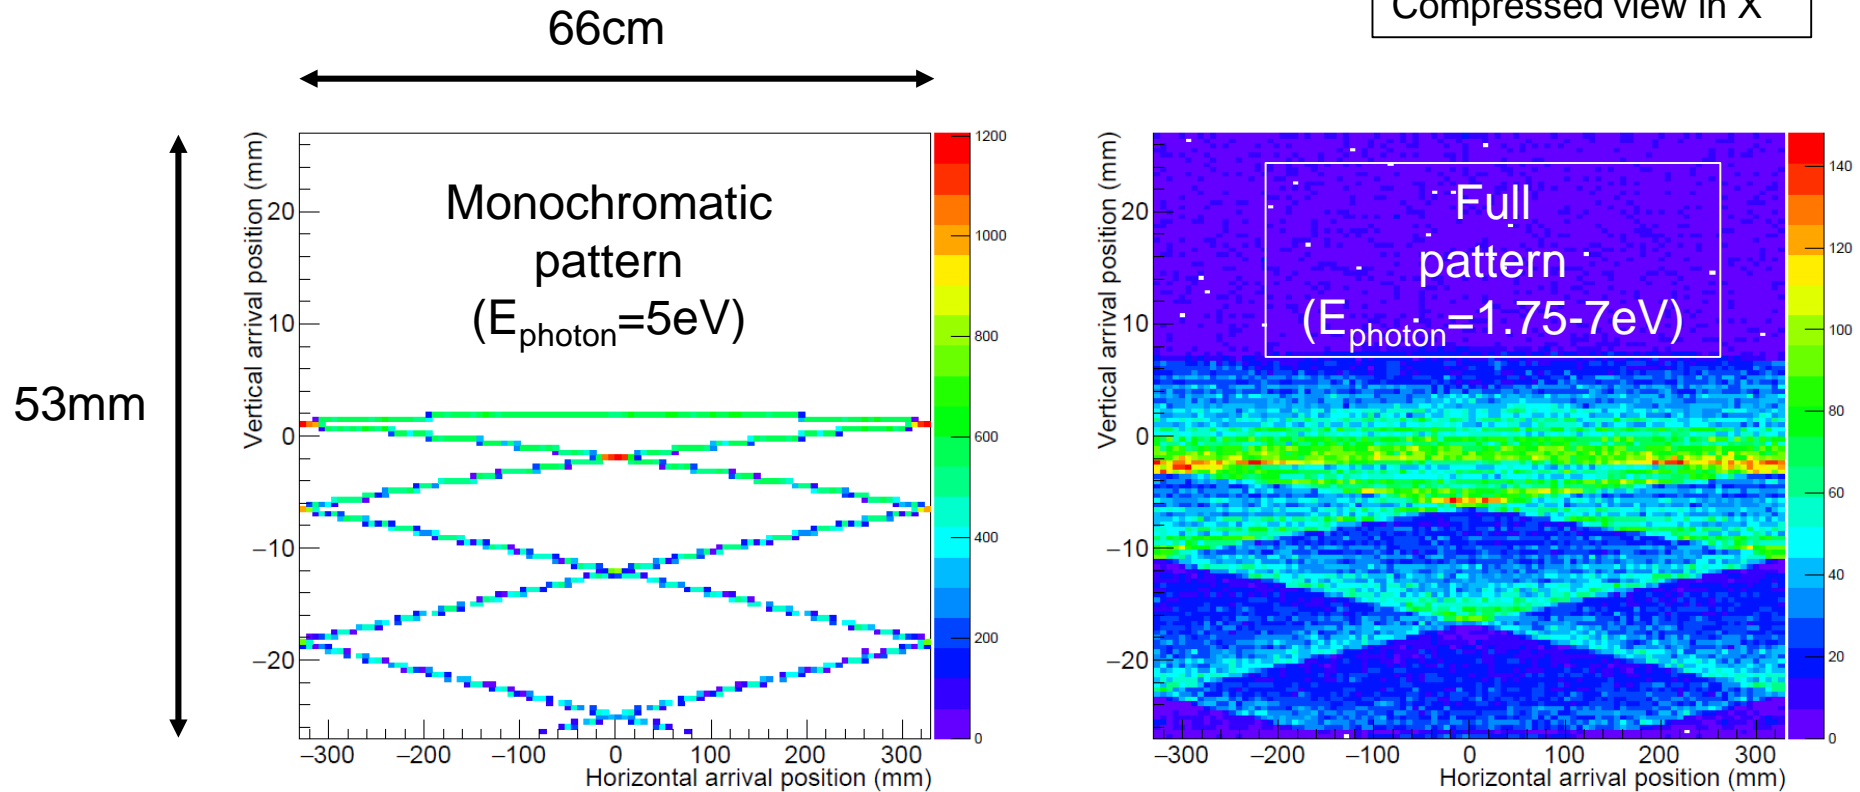 Compressed view in X
66cm
53mm
Vertical arrival position (mm)
20
10
0
−10
−20
Monochromatic
pattern
(Ephoton=5eV)
−300 −200 −100 0 100 200 300
Horizontal arrival position (mm)
1200
1000
800
600
400
200
0
Vertical arrival position (mm)
20
10
0
−10
−20
Full
pattern
(Ephoton=1.75-7eV)
−300 −200 −100 0 100 200 300
Horizontal arrival position (mm)
140
120
100
80
60
40
20
0